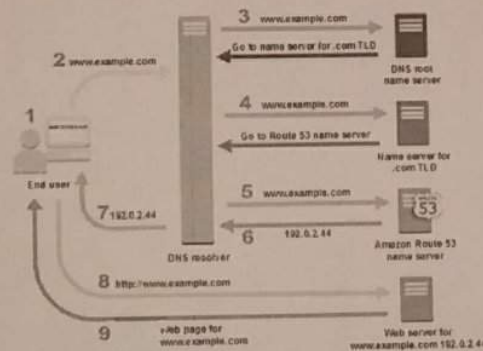 3 www.example.com
Go to name server for .com TLD
DNS root
name server
2 www.example.com
4 www.example.com
Go to Route 53 name server
Name server for
.com TLD
1
End user
5 www.example.com
6 192.0.2.44
53
Amazon Route 53
name server
7 192.0.2.44
DNS resolver
8 http://www.example.com
9 Web page for
www.example.com
Web server for
www.example.com 192.0.2.44